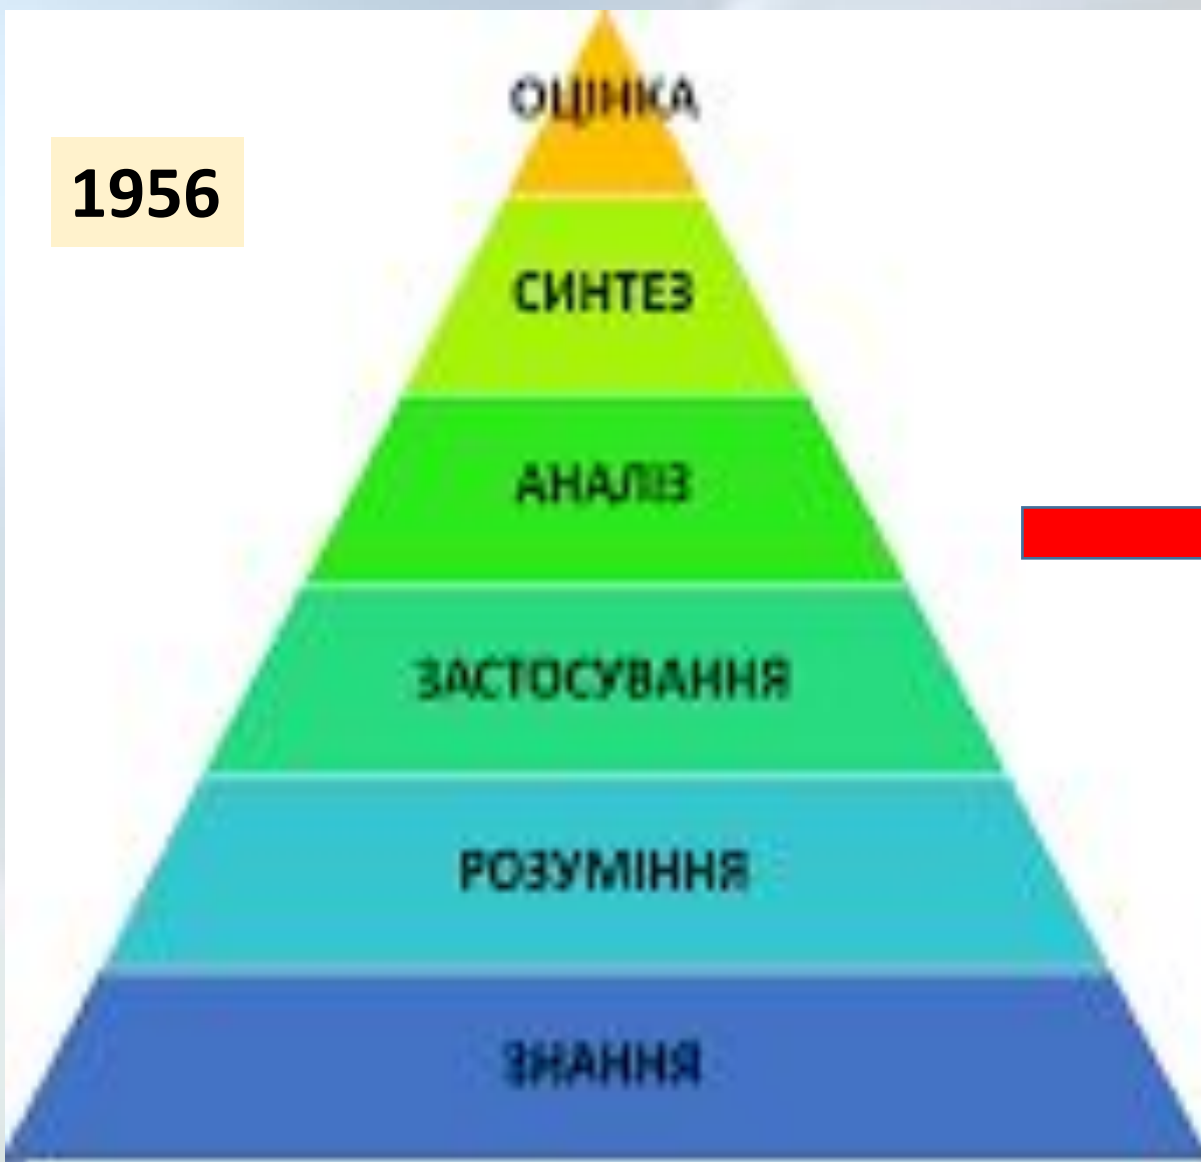 ОЦІНКА
1956
СИНТЕЗ
АНАЛІЗ
ЗАСТОСУВАННЯ
РОЗУМІННЯ
ЗНАННЯ